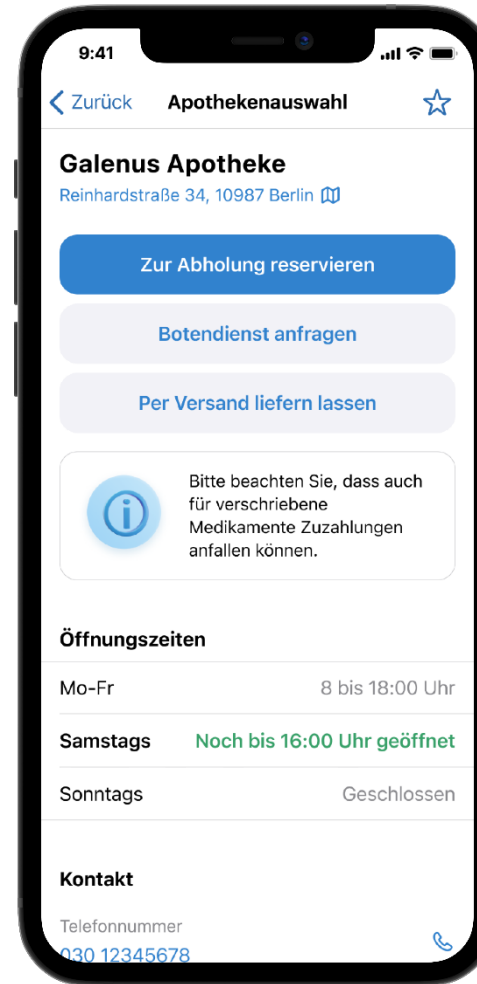 9:41
Zurück Apothekenauswahl
Galenus Apotheke
Reinhardstraße 34, 10987 Berlin
Zur Abholung reservieren
Botendienst anfragen
Per Versand liefern lassen
Bitte beachten Sie, dass auch
für verschriebene
Medikamente Zuzahlungen
anfallen können.
Öffnungszeiten
Mo-Fr 8 bis 18:00 Uhr
Samstags Noch bis 16:00 Uhr geöffnet
Sonntags Geschlossen
Kontakt
Telefonnummer
030 12345678